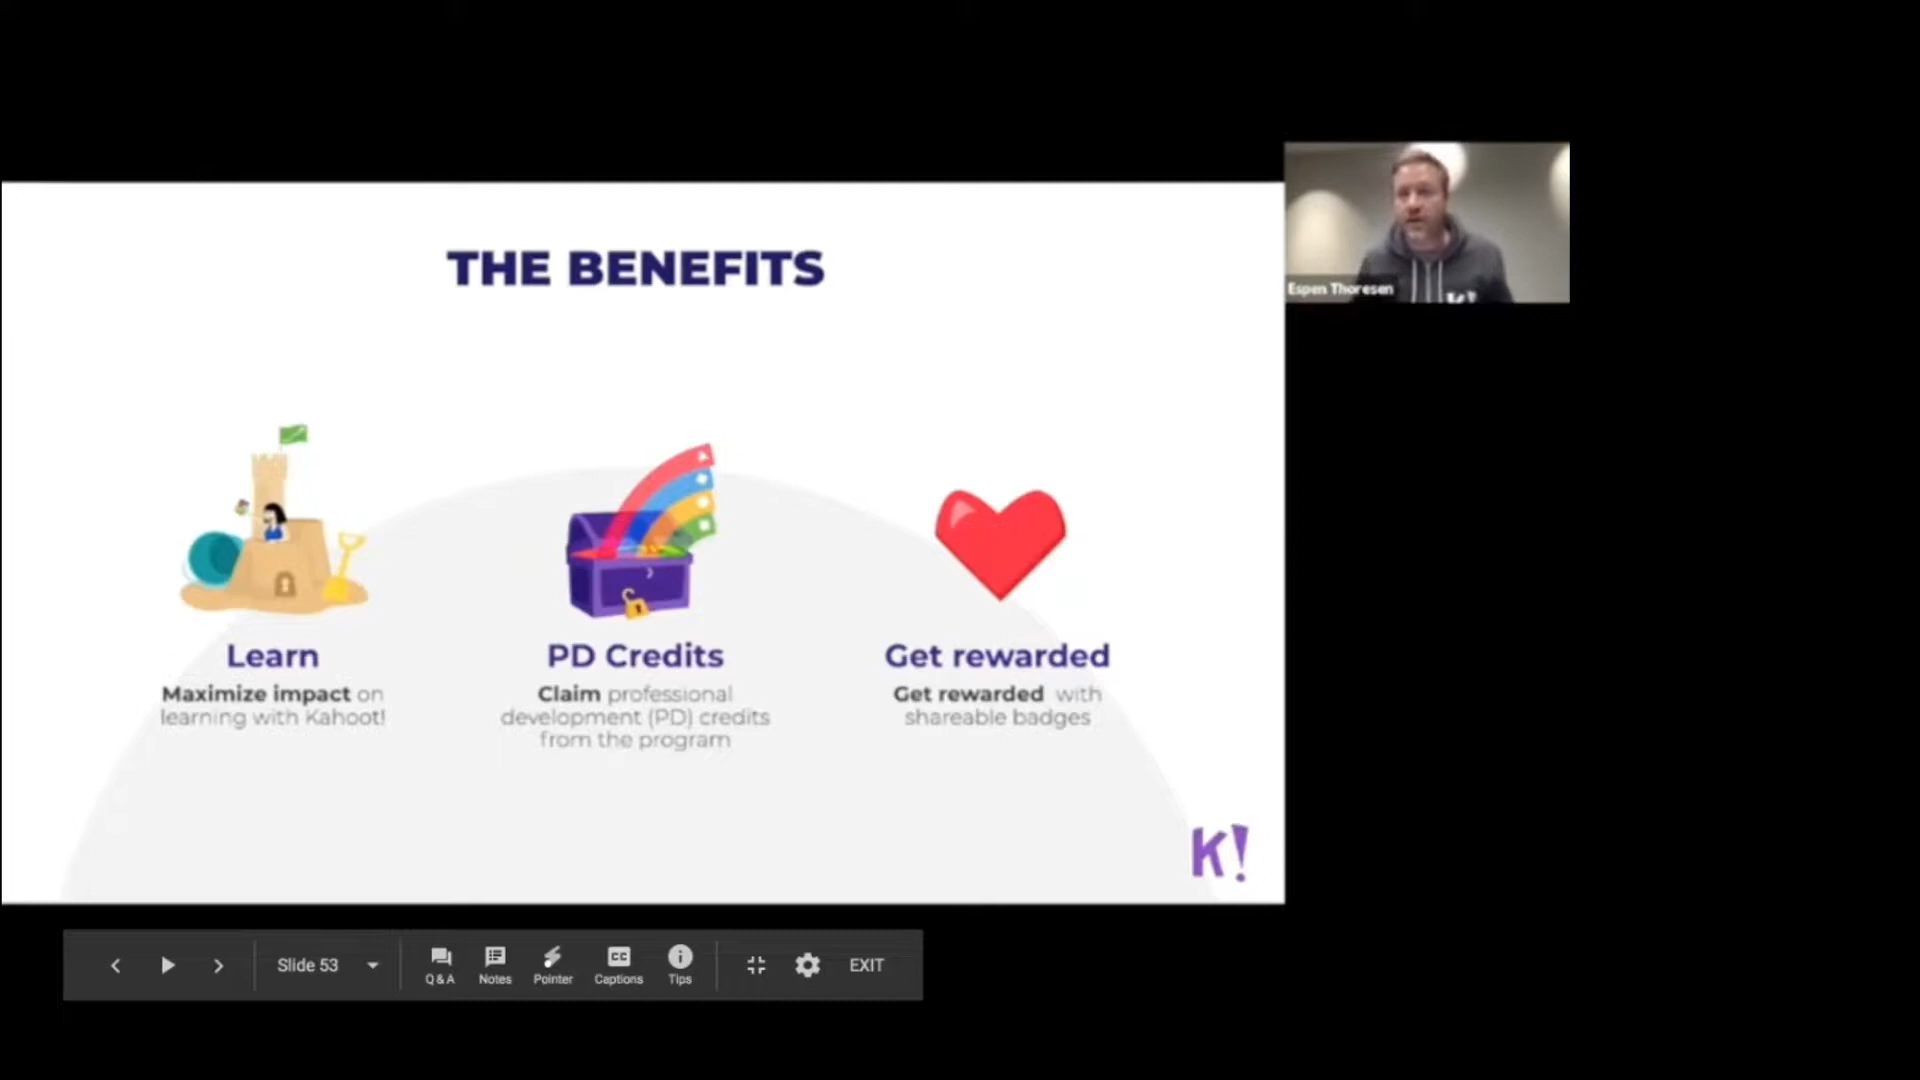 THE BENEFITS
Espen Thoresen
K!
Learn
Maximize impact on
learning with Kahoot!
PD Credits
Claim professional
development (PD) credits
from the program
Get rewarded
Get rewarded with
shareable badges
K!
Slide 53
Q & A
Notes
Pointer
CC
Captions
Tips
EXIT